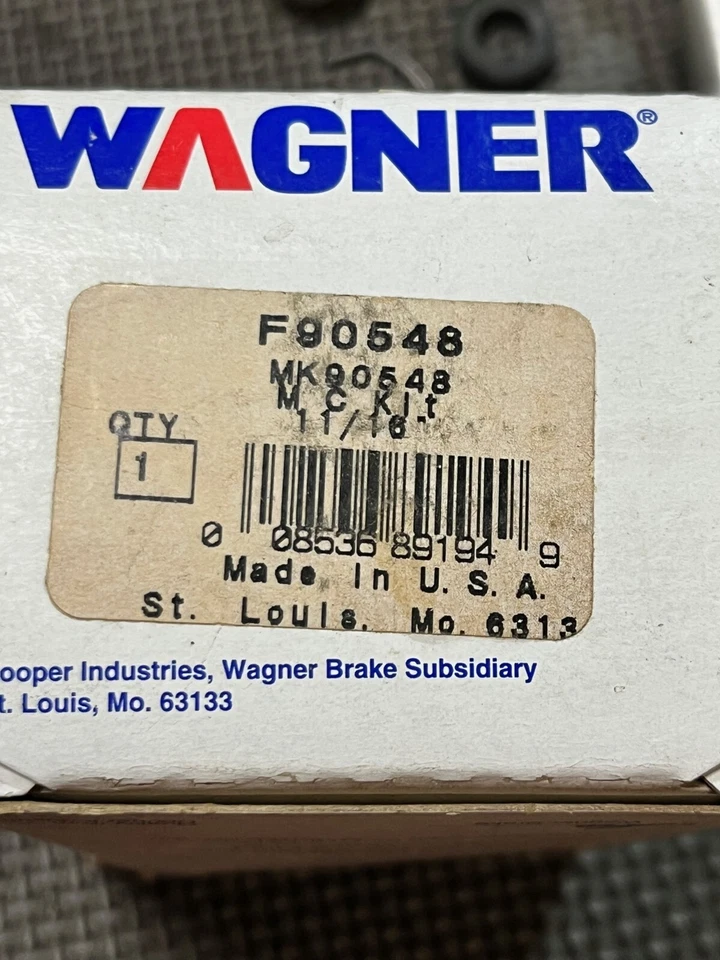 WAGNER®
F90548
MK90548
M C Kit
11/16"
QTY
1
0 08536 89194 9
Made In U. S. A.
St. Louis, Mo. 6313
ooper Industries, Wagner Brake Subsidiary
t. Louis, Mo. 63133